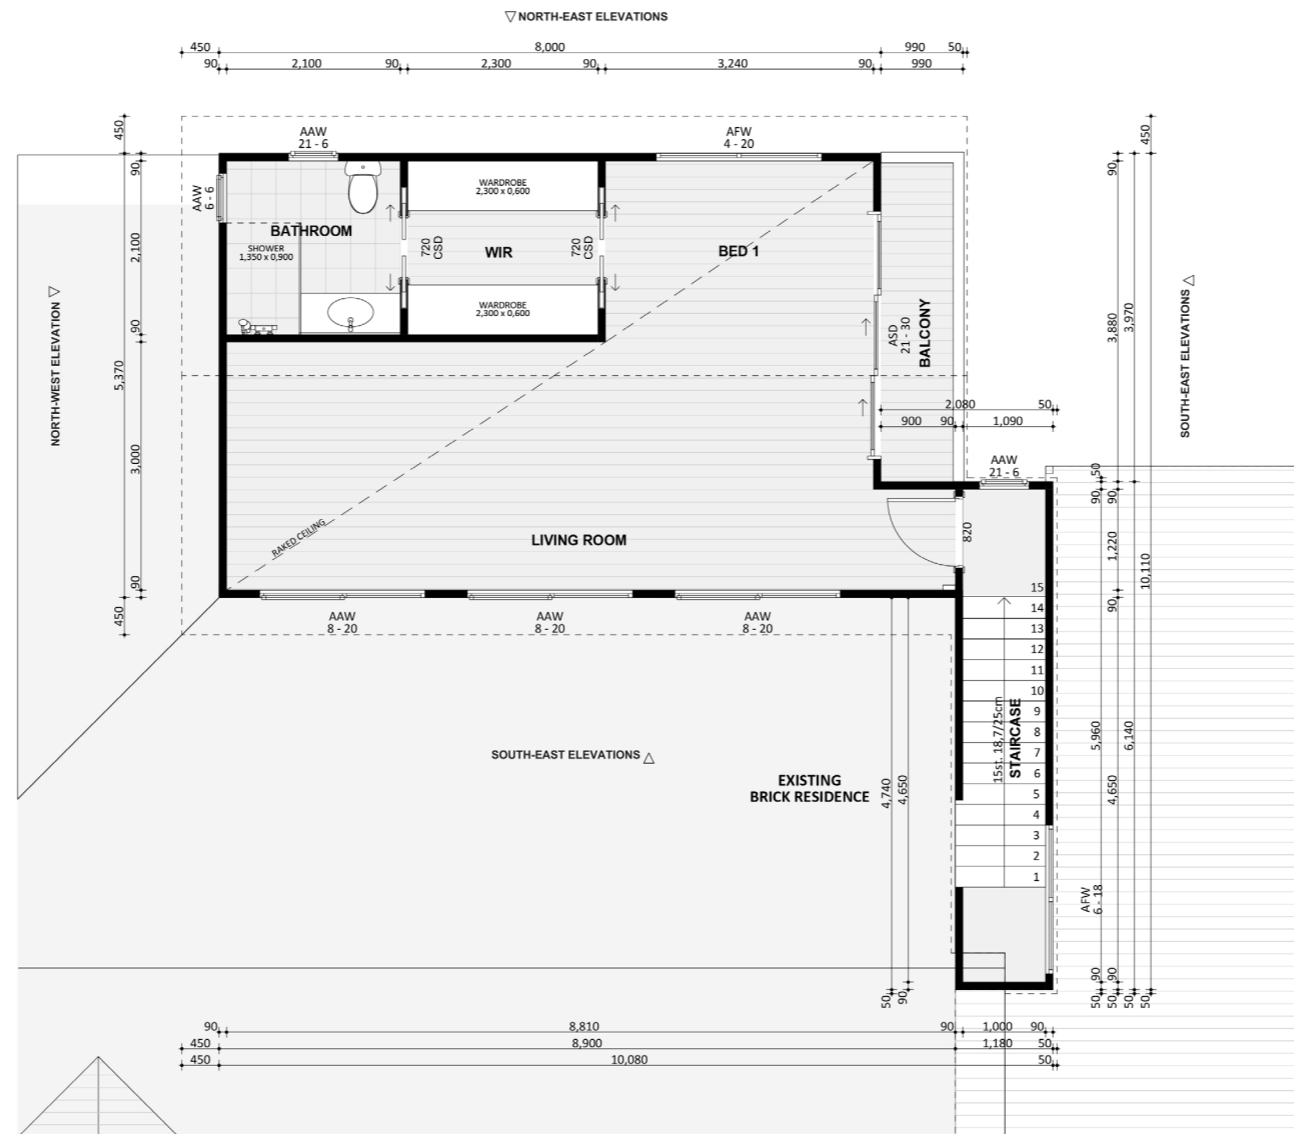 ▽ NORTH-EAST ELEVATIONS
450 8,000 990 50
90 2,100 90 2,300 90 3,240 90 990
450
90
2,100
90
5,370
3,000
90
450
NORTH-WEST ELEVATION ▽
AAW
21 - 6
AAW
6 - 6
AFW
4 - 20
BATHROOM
SHOWER
1,350 x 0,900
WARDROBE
2,300 x 0,600
720
CSD
WIR
720
CSD
WARDROBE
2,300 x 0,600
BED 1
ASD
21 - 30
BALCONY
2,080 50
900 90 1,090
AAW
21 - 6
450
90
3,880
3,970
SOUTH-EAST ELEVATIONS △
50
90
90
1,220
90
10,110
5,960
6,140
4,650
90
90
50
50
50
50
RAKED CEILING
LIVING ROOM
820
AAW
8 - 20
AAW
8 - 20
AAW
8 - 20
15
14
13
12
11
10
9
8
7
6
5
4
3
2
1
15st. 18,7/25cm
STAIRCASE
AFW
6 - 18
SOUTH-EAST ELEVATIONS △
EXISTING
BRICK RESIDENCE
4,740
4,650
50
90
90 8,810 90 1,000 90
450 8,900 1,180 50
450 10,080 50